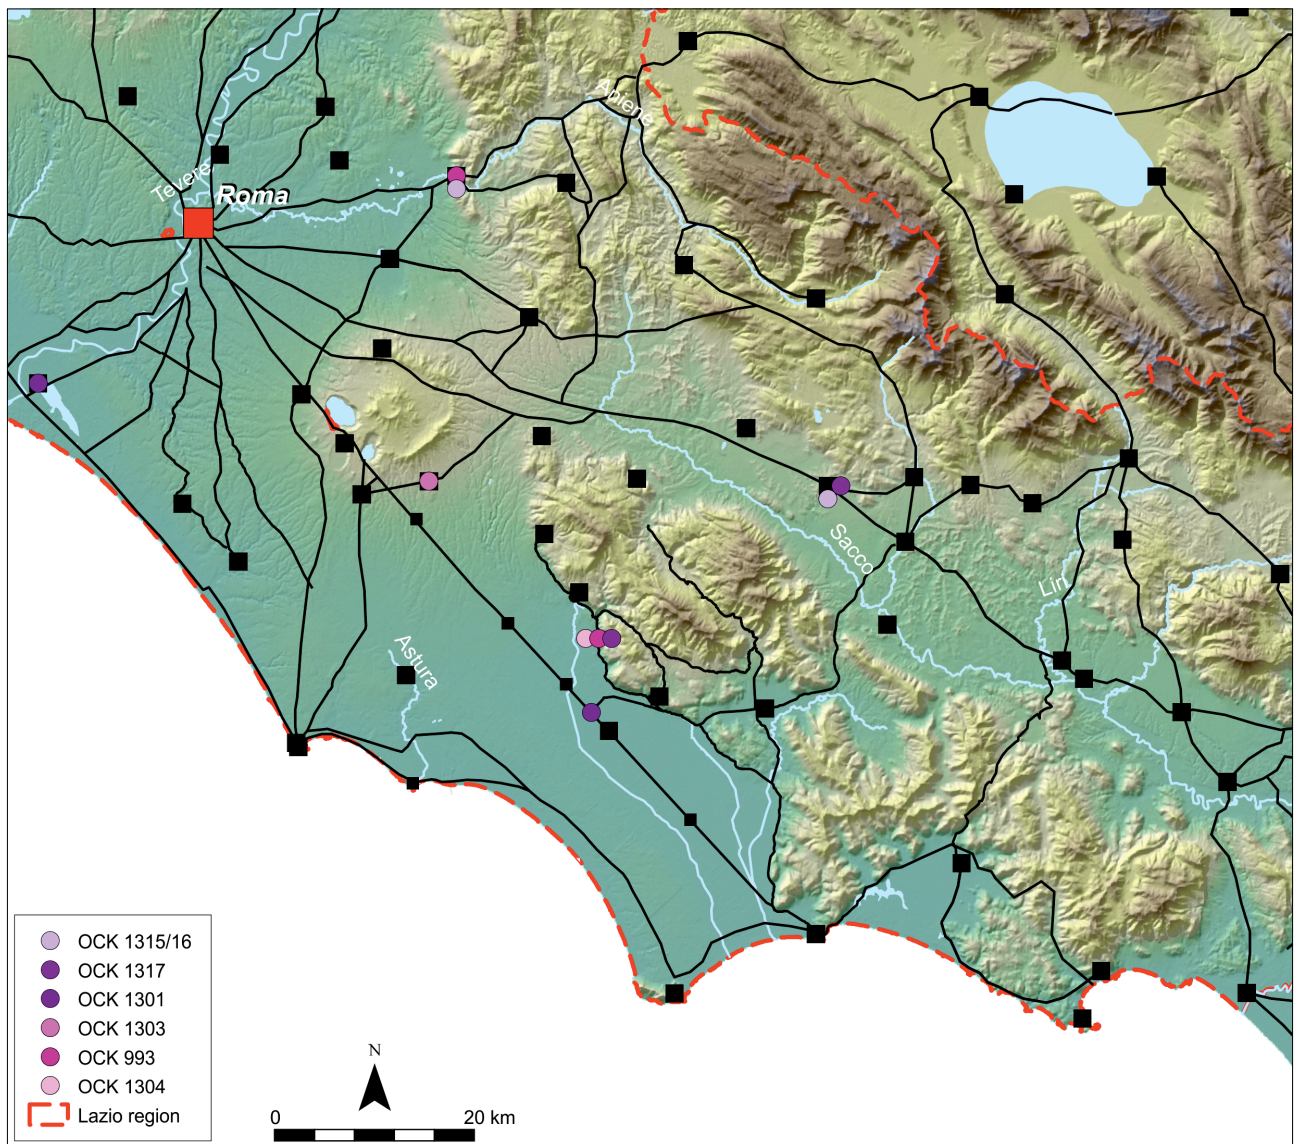 Aniene
Tevere
Roma
Sacco
Liri
Astura
OCK 1315/16
OCK 1317
OCK 1301
OCK 1303
OCK 993
OCK 1304
Lazio region
N
0 20 km